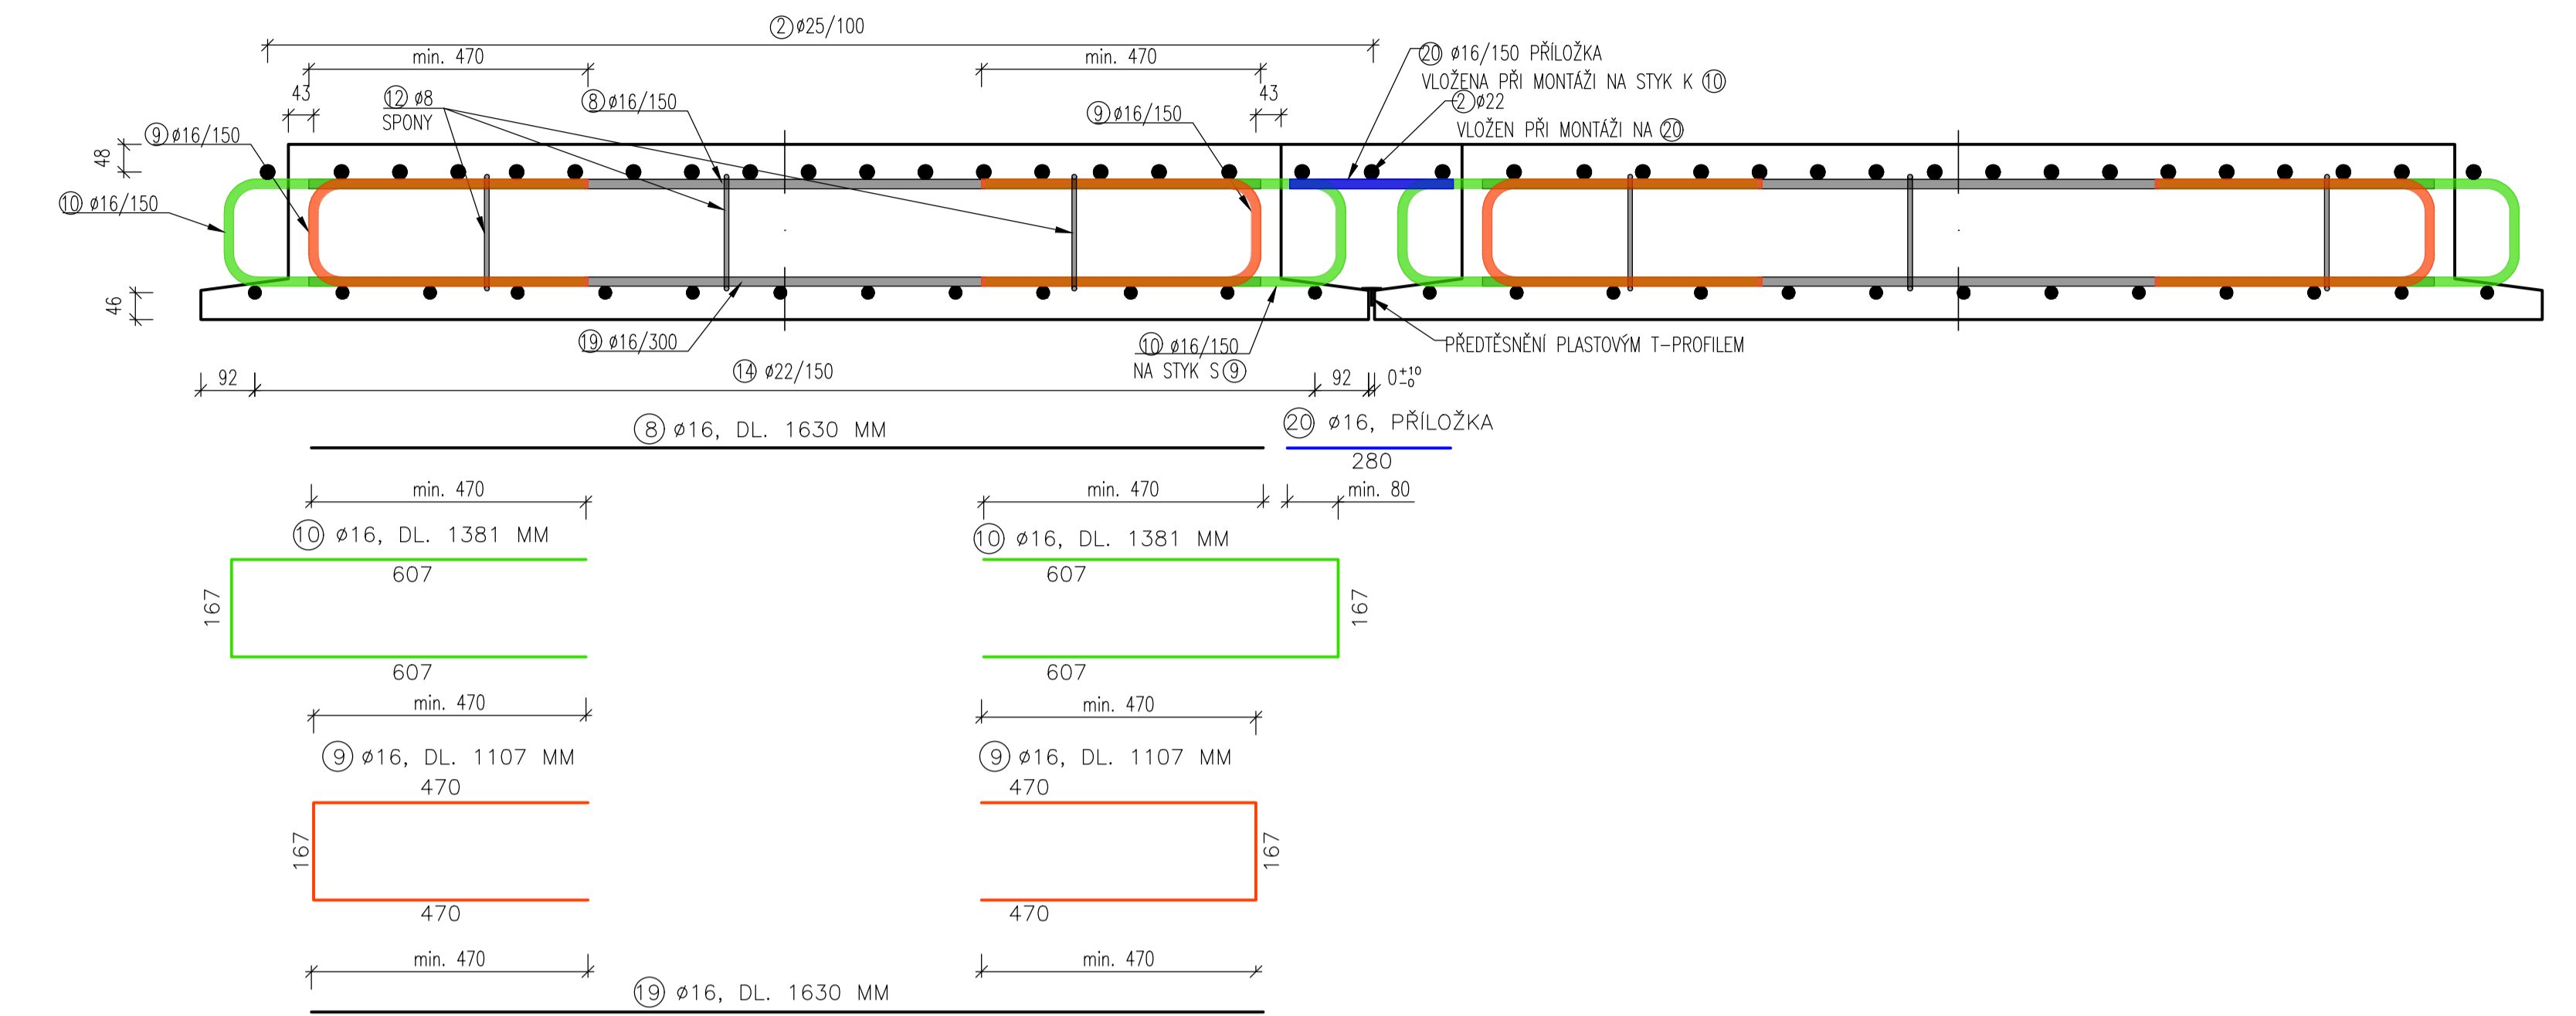 ② ø25/100
min. 470
min. 470
43
43
⑫ ø8
SPONY
⑧ ø16/150
⑨ ø16/150
⑳ ø16/150 PŘÍLOŽKA
VLOŽENA PŘI MONTÁŽI NA STYK K ⑩
② ø22
VLOŽEN PŘI MONTÁŽI NA ⑳
⑨ ø16/150
48
⑩ ø16/150
46
⑲ ø16/300
⑩ ø16/150
NA STYK S ⑨
PŘEDTĚSNĚNÍ PLASTOVÝM T-PROFILEM
92
⑭ ø22/150
92
0 +10 -0
⑧ ø16, DL. 1630 MM
⑳ ø16, PŘÍLOŽKA
280
min. 470
min. 470
min. 80
⑩ ø16, DL. 1381 MM
⑩ ø16, DL. 1381 MM
607
607
167
167
607
607
min. 470
min. 470
⑨ ø16, DL. 1107 MM
⑨ ø16, DL. 1107 MM
470
470
167
167
470
470
min. 470
min. 470
⑲ ø16, DL. 1630 MM